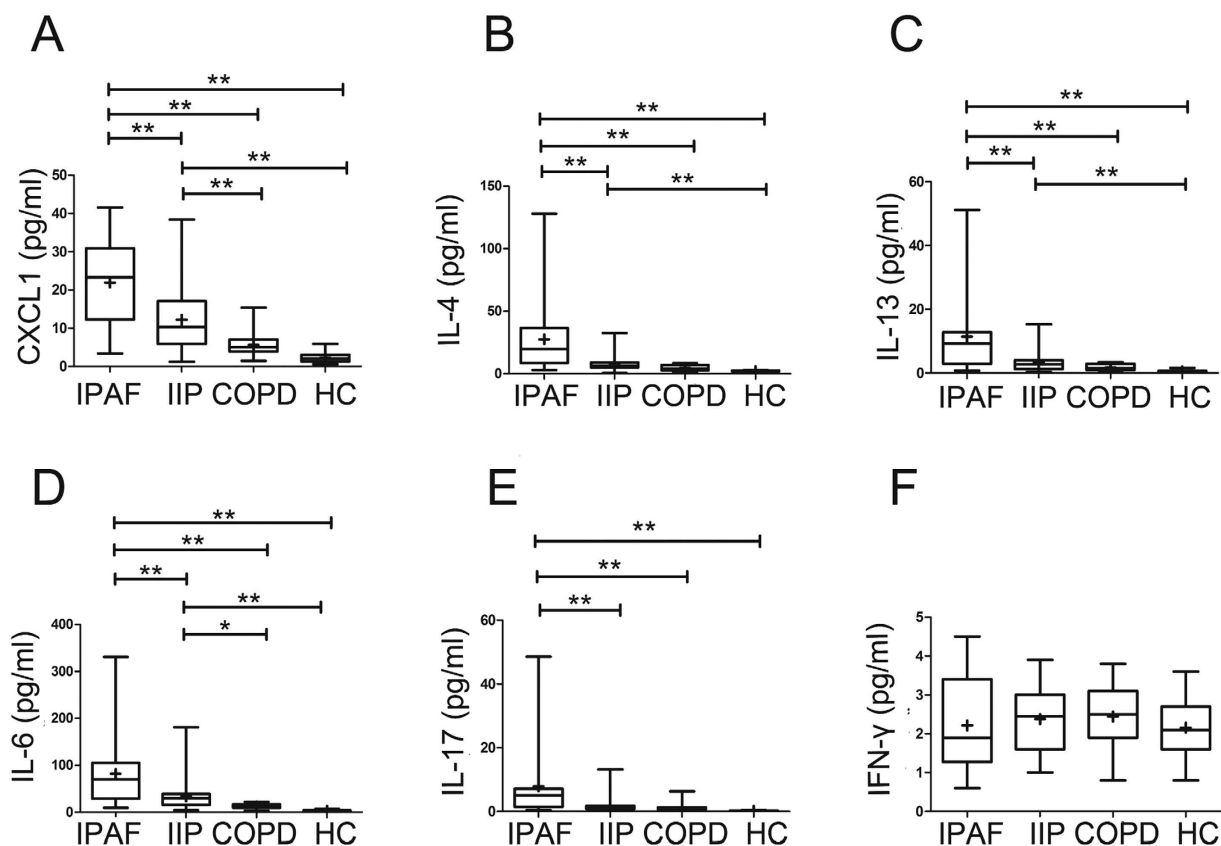 A
**
**
**
**
**
CXCL1 (pg/ml)
50
40
30
20
10
0
IPAF IIP COPD HC
B
**
**
**
**
IL-4 (pg/ml)
150
100
50
0
IPAF IIP COPD HC
C
**
**
**
**
IL-13 (pg/ml)
60
40
20
0
IPAF IIP COPD HC
D
**
**
**
**
*
IL-6 (pg/ml)
400
300
200
100
0
IPAF IIP COPD HC
E
**
**
**
IL-17 (pg/ml)
60
40
20
0
IPAF IIP COPD HC
F
IFN-γ (pg/ml)
5
4
3
2
1
0
IPAF IIP COPD HC